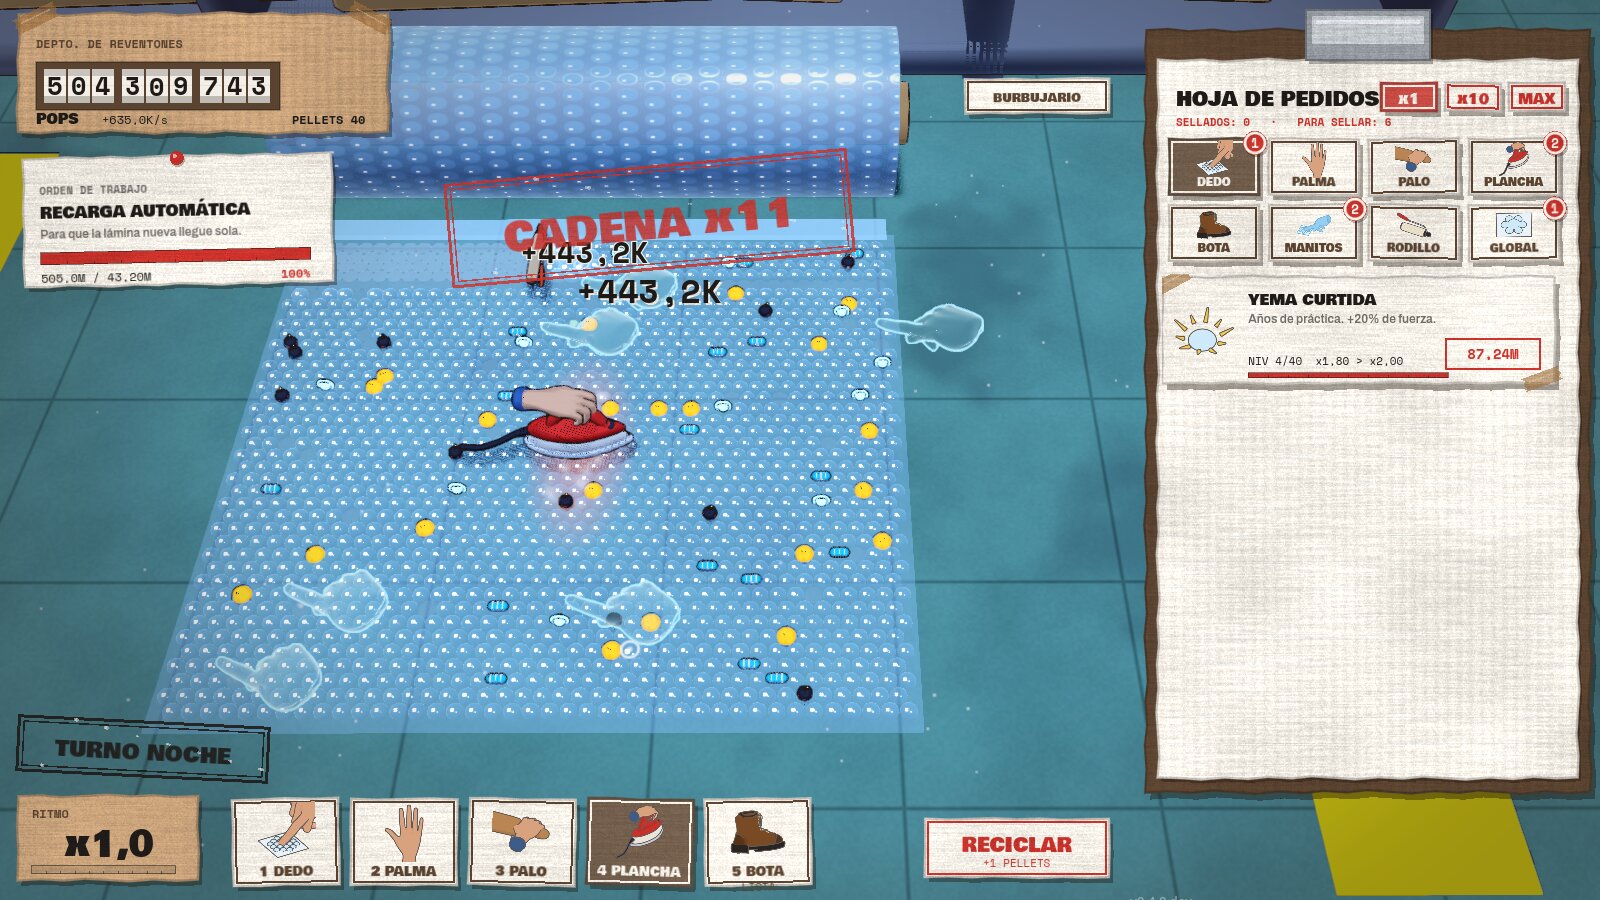 DEPTO. DE REVENTONES
504 309 743
POPS +635,0K/s PELLETS 40
ORDEN DE TRABAJO
RECARGA AUTOMÁTICA
Para que la lámina nueva llegue sola.
505,0M / 43,20M 100%
CADENA x11
+443,2K
+443,2K
BURBUJARIO
HOJA DE PEDIDOS x1 x10 MAX
SELLADOS: 0 · PARA SELLAR: 6
1 2
DEDO PALMA PALO PLANCHA
2 1
BOTA MANITOS RODILLO GLOBAL
YEMA CURTIDA
Años de práctica. +20% de fuerza.
NIV 4/40 x1,80 > x2,00 87,24M
TURNO NOCHE
RITMO
x1,0
1 DEDO 2 PALMA 3 PALO 4 PLANCHA 5 BOTA
RECICLAR
+1 PELLETS